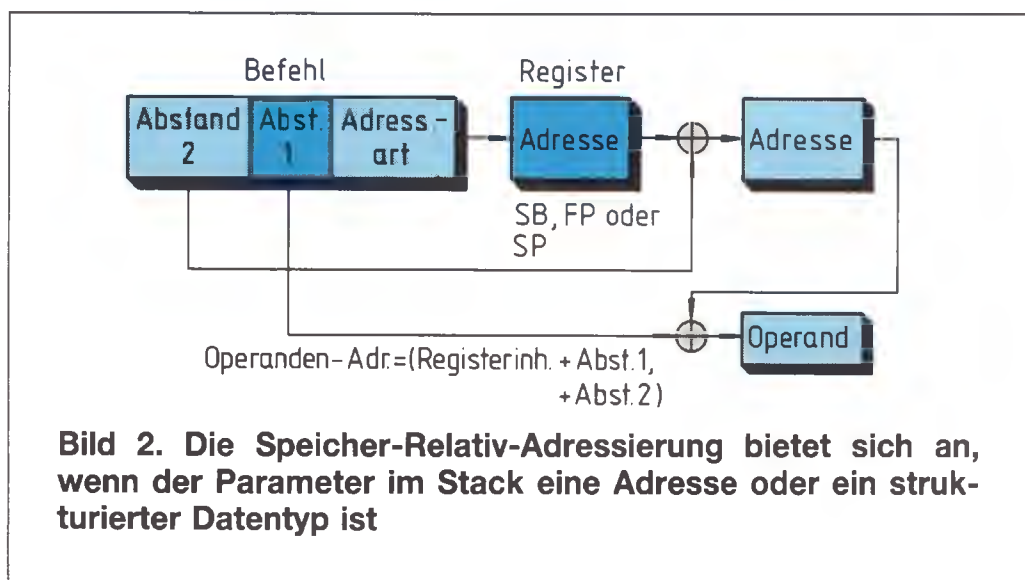 Befehl
Register
Abstand 2
Abst. 1
Adress-
art
Adresse
Adresse
SB, FP oder
SP
Operand
Operanden-Adr.=(Registerinh. + Abst.1,
+Abst.2)
Bild 2. Die Speicher-Relativ-Adressierung bietet sich an,
wenn der Parameter im Stack eine Adresse oder ein struk-
turierter Datentyp ist